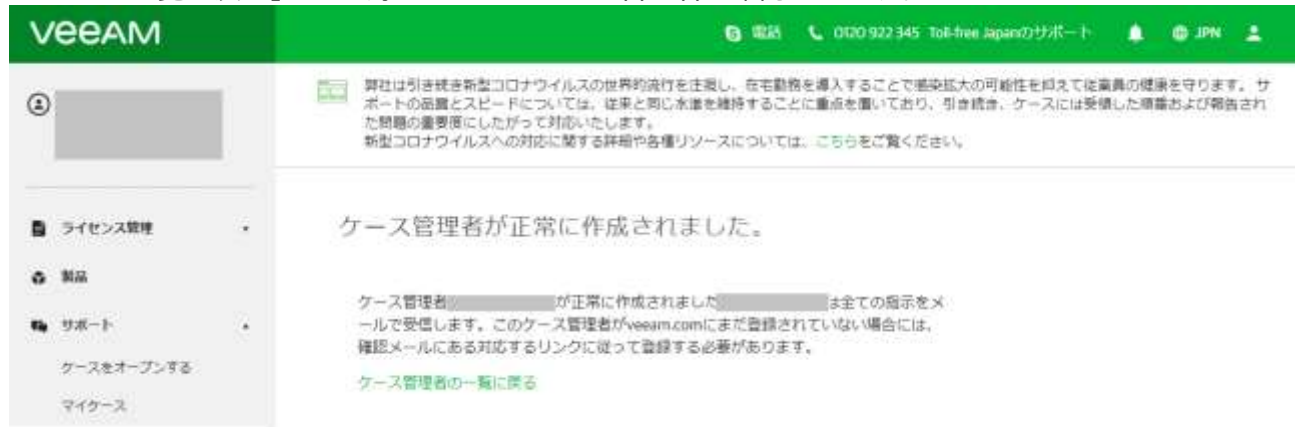 veeAM
電話
0120 922 345 Toll-free Japanのサポート
JPN
弊社は引き続き新型コロナウイルスの世界的流行を注視し、在宅勤務を導入することで感染拡大の可能性を抑えて従業員の健康を守ります。サ
ポートの品質とスピードについては、従来と同じ水準を維持することに重点を置いており、引き続き、ケースには受領した順番および報告され
た問題の重要度にしたがって対応いたします。
新型コロナウイルスへの対応に関する詳細や各種リソースについては、こちらをご覧ください。
ライセンス管理
製品
サポート
ケースをオープンする
マイケース
ケース管理者が正常に作成されました。
ケース管理者 が正常に作成されました は全ての指示をメ
ールで受信します。このケース管理者がveeam.comにまだ登録されていない場合には、
確認メールにある対応するリンクに従って登録する必要があります。
ケース管理者の一覧に戻る